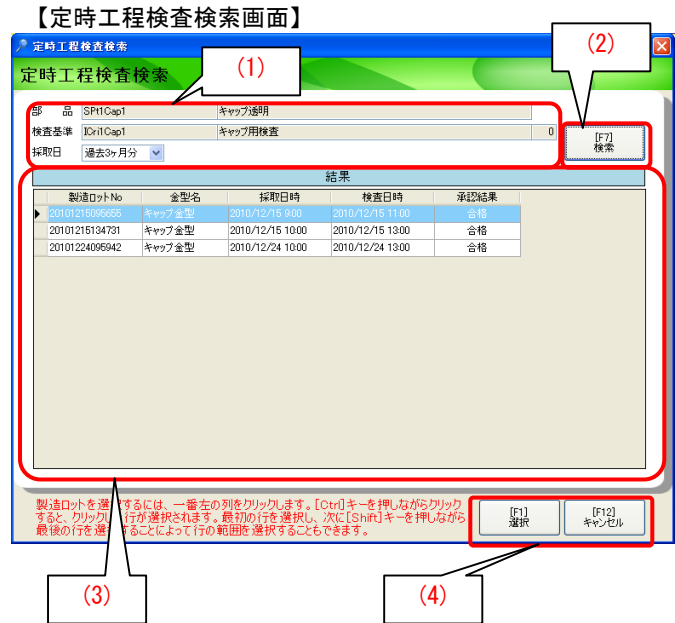 【定時工程検査検索画面】
定時工程検査検索
(2)
定時工程検査検索
(1)
部 品 SPt1Cap1 キャップ透明
検査基準 ICri1Cap1 キャップ用検査 0
[F7]
検索
採取日 過去3ヶ月分
結果
製造ロットNo 金型名 採取日時 検査日時 承認結果
20101215095655 キャップ金型 2010/12/15 9:00 2010/12/15 11:00 合格
20101215134731 キャップ金型 2010/12/15 10:00 2010/12/15 13:00 合格
20101224095942 キャップ金型 2010/12/24 10:00 2010/12/24 13:00 合格
製造ロットを選択するには、一番左の列をクリックします。[Ctrl]キーを押しながらクリック
すると、クリックした行が選択されます。最初の行を選択し、次に[Shift]キーを押しながら
最後の行を選択することによって行の範囲を選択することもできます。
[F1]
選択
[F12]
キャンセル
(3)
(4)